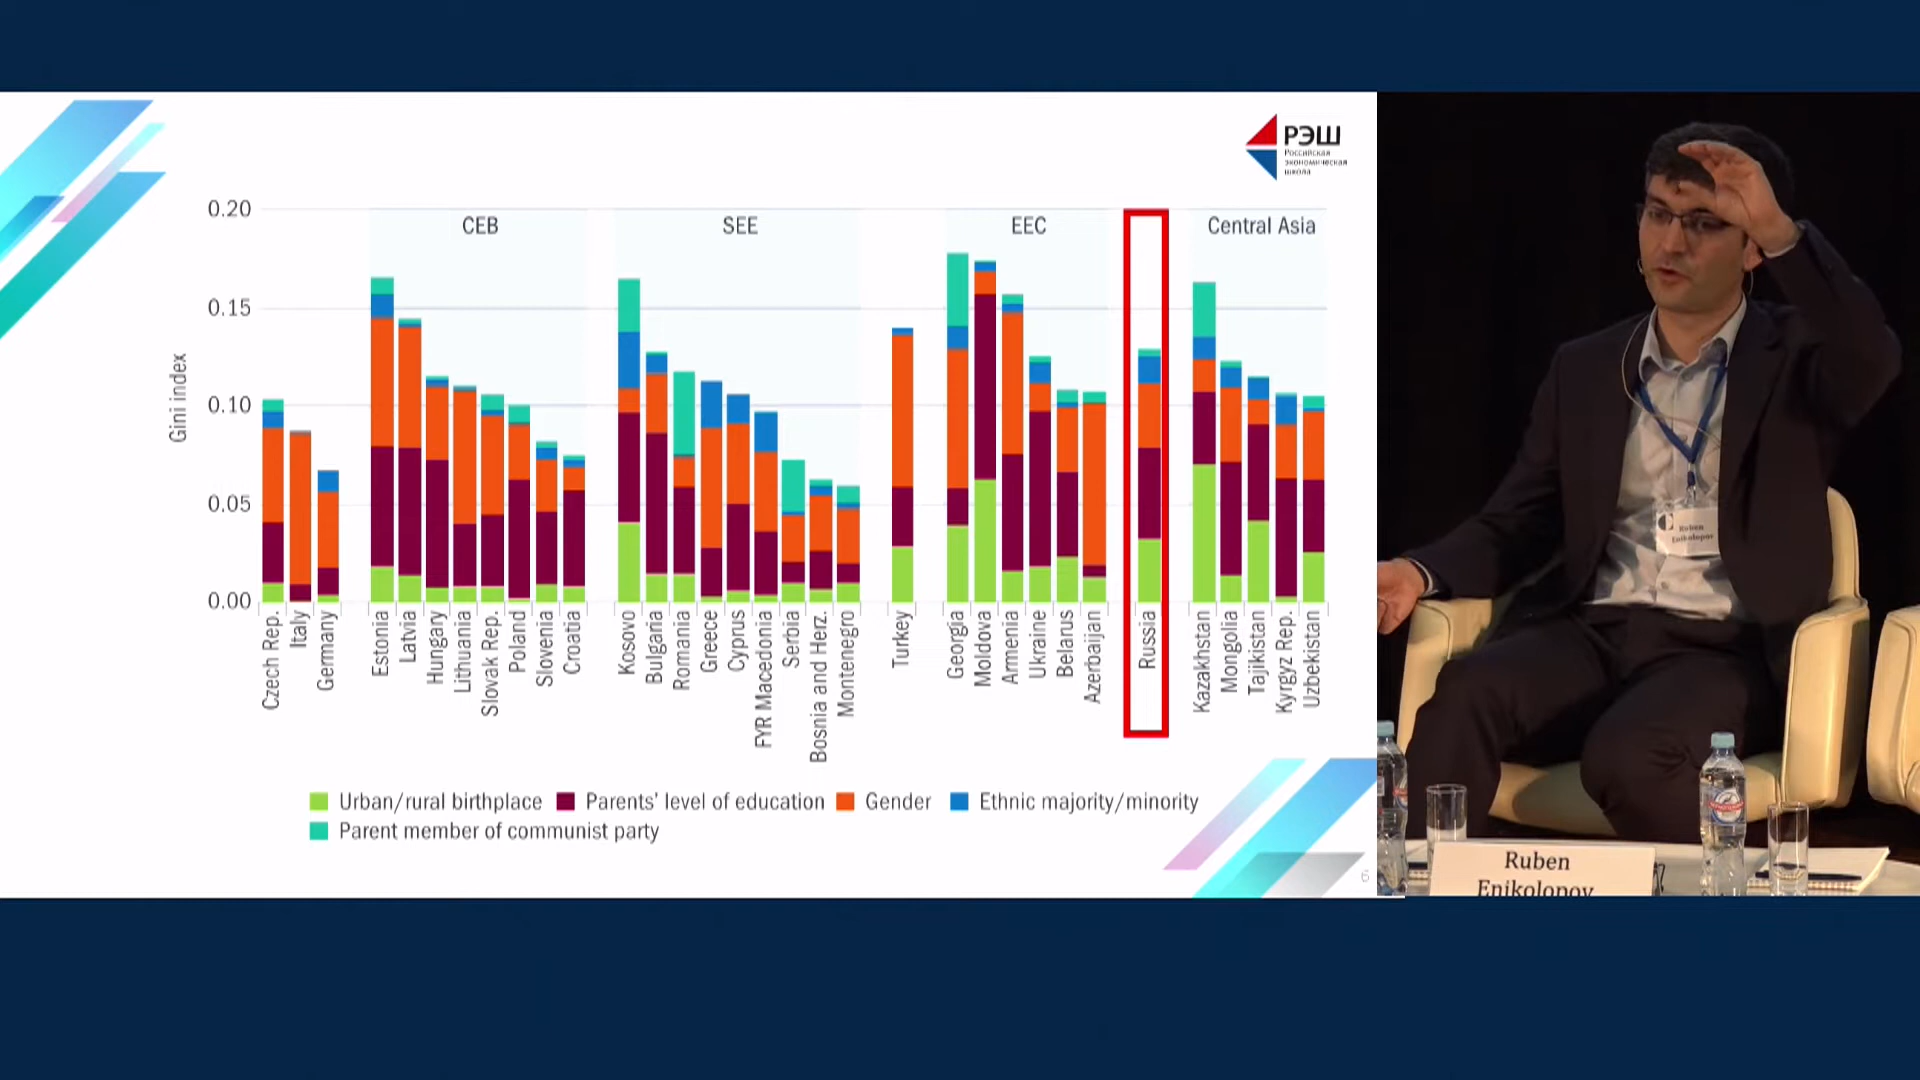 РЭШ
Российская
экономическая
школа
0.20
0.15
0.10
0.05
0.00
Gini index
CEB
SEE
EEC
Central Asia
Czech Rep.
Italy
Germany
Estonia
Latvia
Hungary
Lithuania
Slovak Rep.
Poland
Slovenia
Croatia
Kosovo
Bulgaria
Romania
Greece
Cyprus
FYR Macedonia
Serbia
Bosnia and Herz.
Montenegro
Turkey
Georgia
Moldova
Armenia
Ukraine
Belarus
Azerbaijan
Russia
Kazakhstan
Mongolia
Tajikistan
Kyrgyz Rep.
Uzbekistan
Urban/rural birthplace
Parents' level of education
Gender
Ethnic majority/minority
Parent member of communist party
6
Ruben
Enikolopov
Ruben
Enikolopov